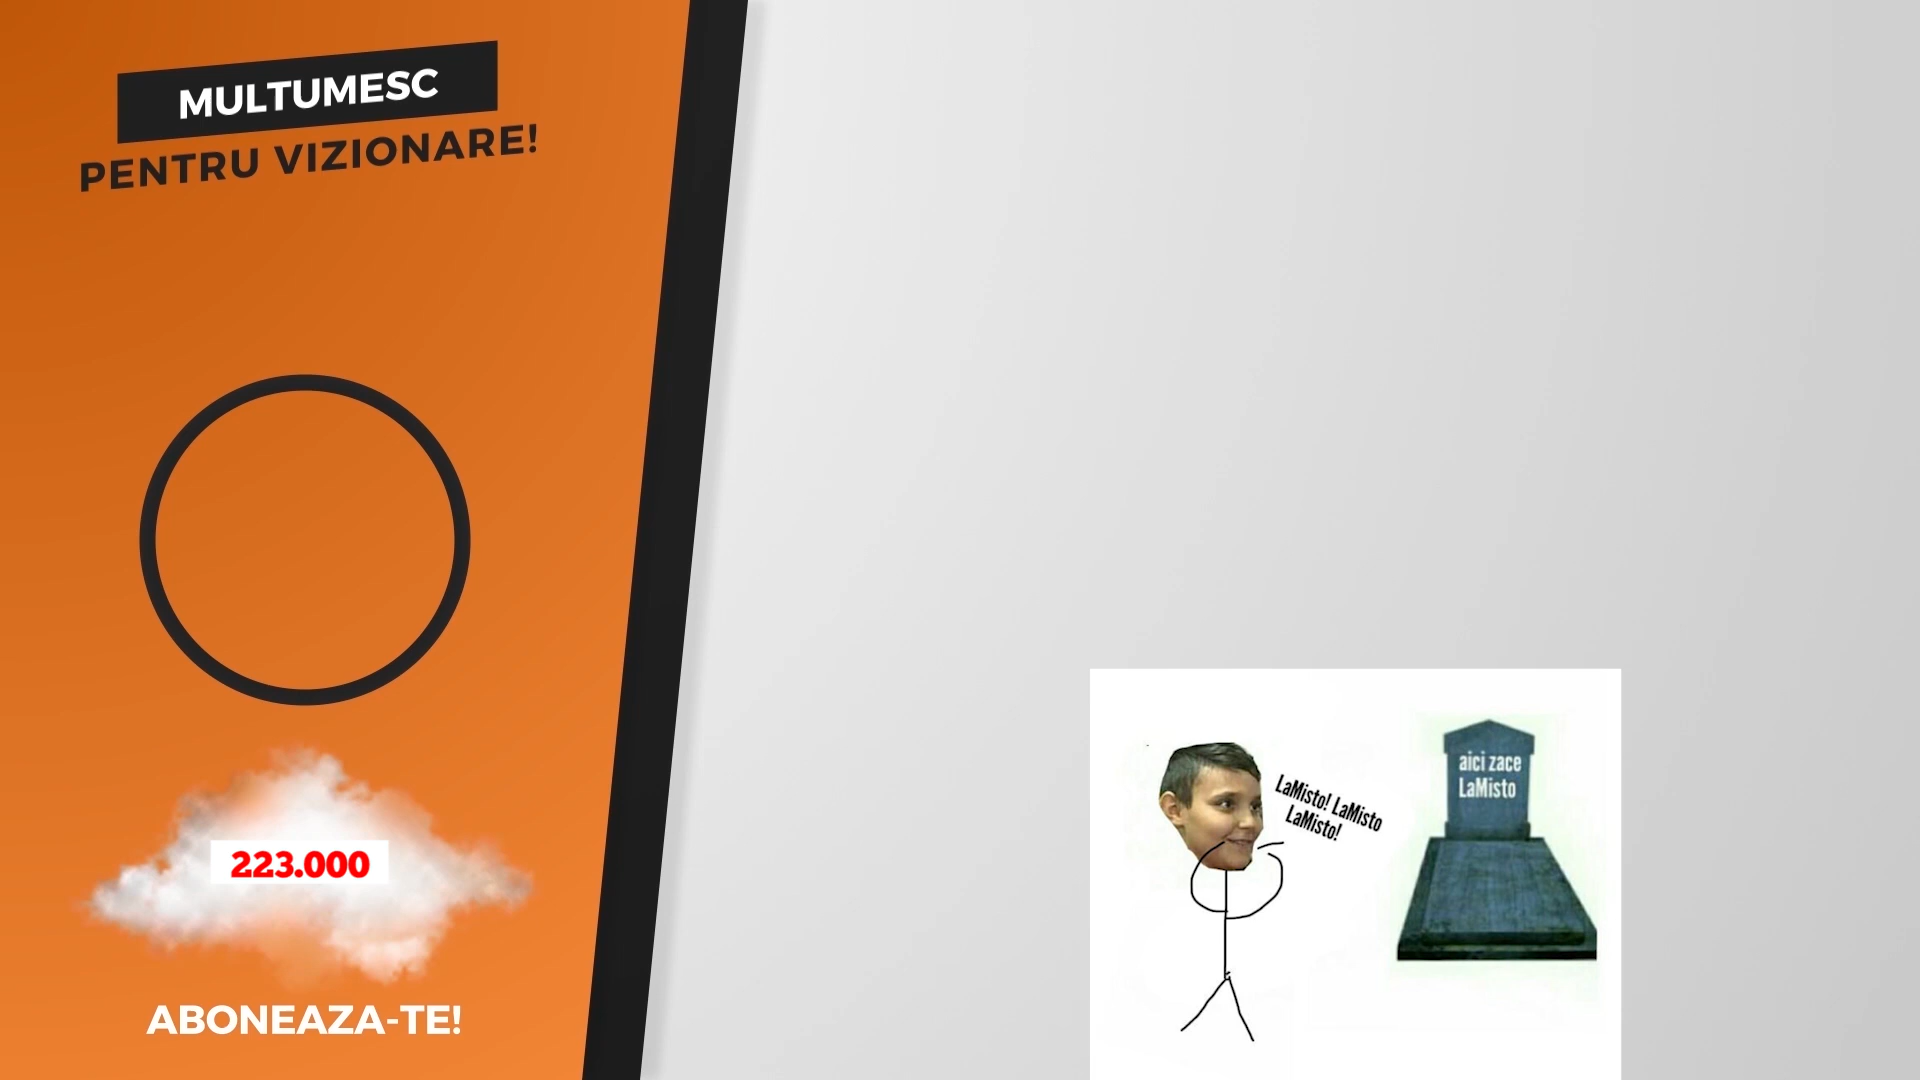 MULTUMESC
PENTRU VIZIONARE!
223.000
ABONEAZA-TE!
LaMisto! LaMisto
LaMisto!
aici zace
LaMisto